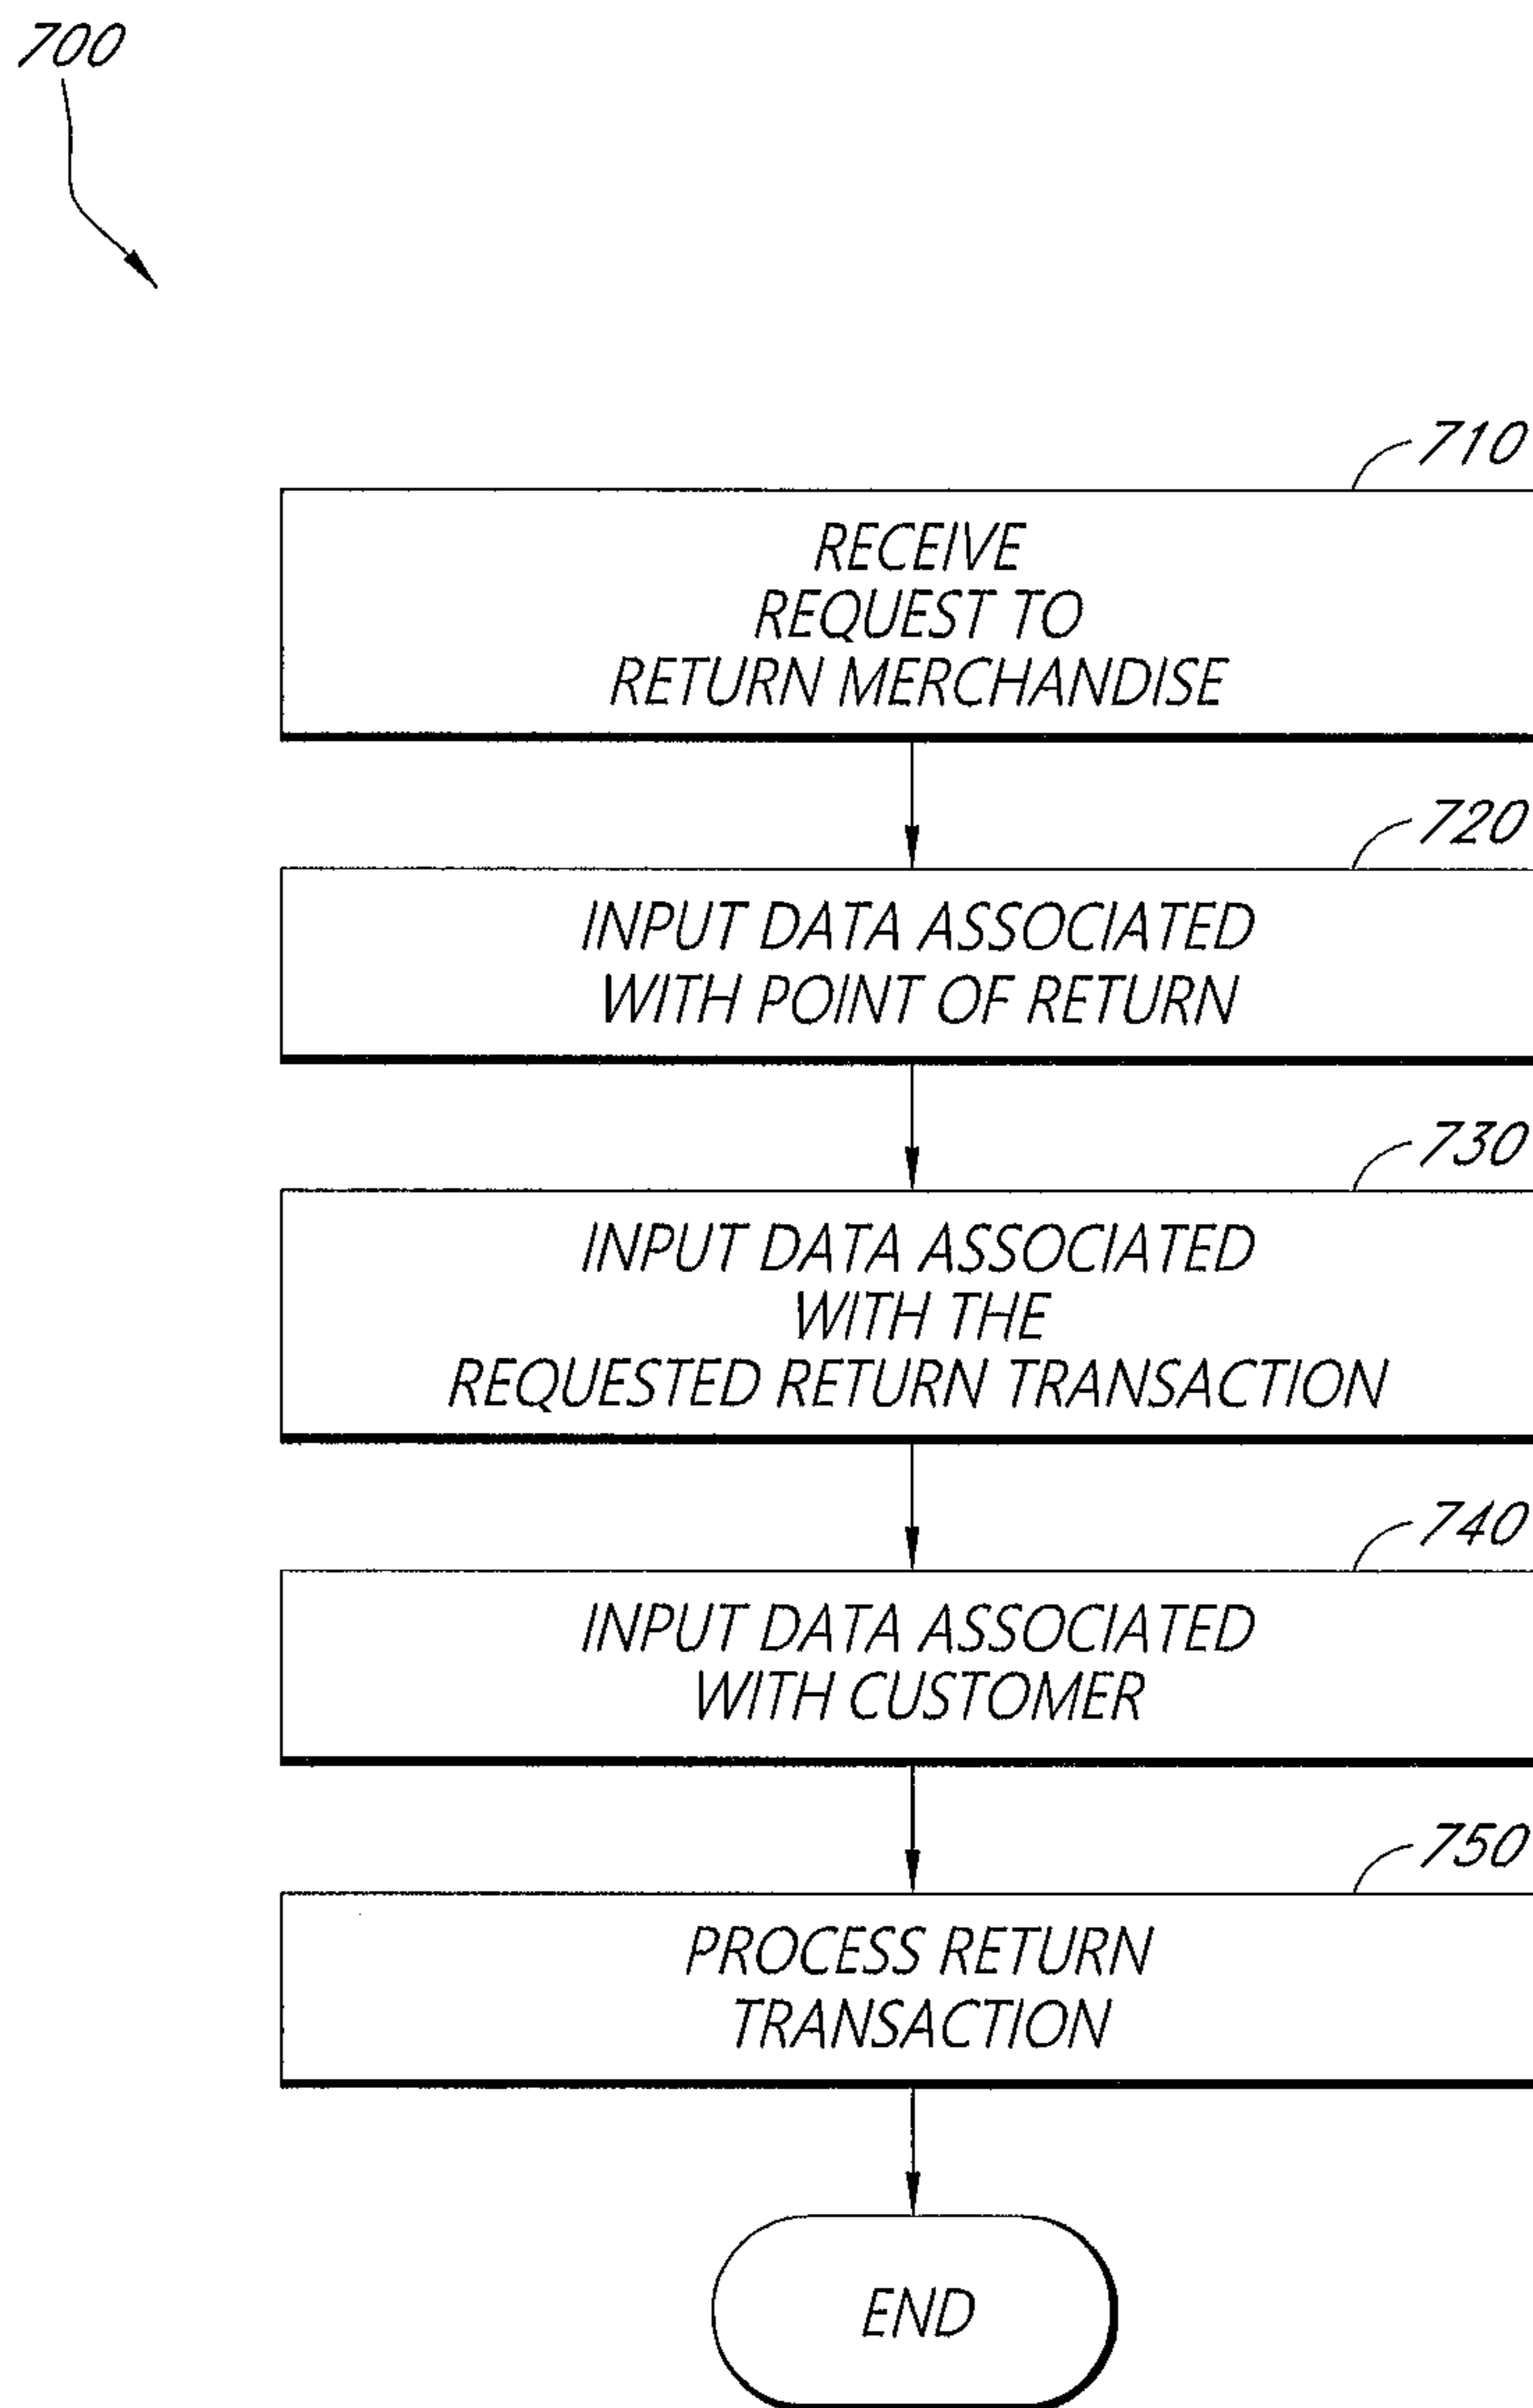 700
710
RECEIVE
REQUEST TO
RETURN MERCHANDISE
720
INPUT DATA ASSOCIATED
WITH POINT OF RETURN
730
INPUT DATA ASSOCIATED
WITH THE
REQUESTED RETURN TRANSACTION
740
INPUT DATA ASSOCIATED
WITH CUSTOMER
750
PROCESS RETURN
TRANSACTION
END